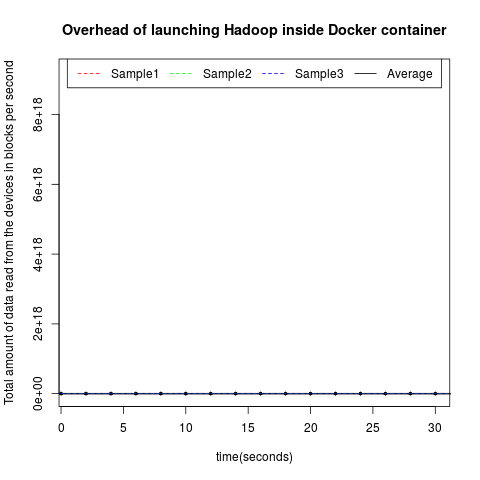 Overhead of launching Hadoop inside Docker container
Sample1 Sample2 Sample3 Average
Total amount of data read from the devices in blocks per second
8e+18
6e+18
4e+18
2e+18
0e+00
0 5 10 15 20 25 30
time(seconds)